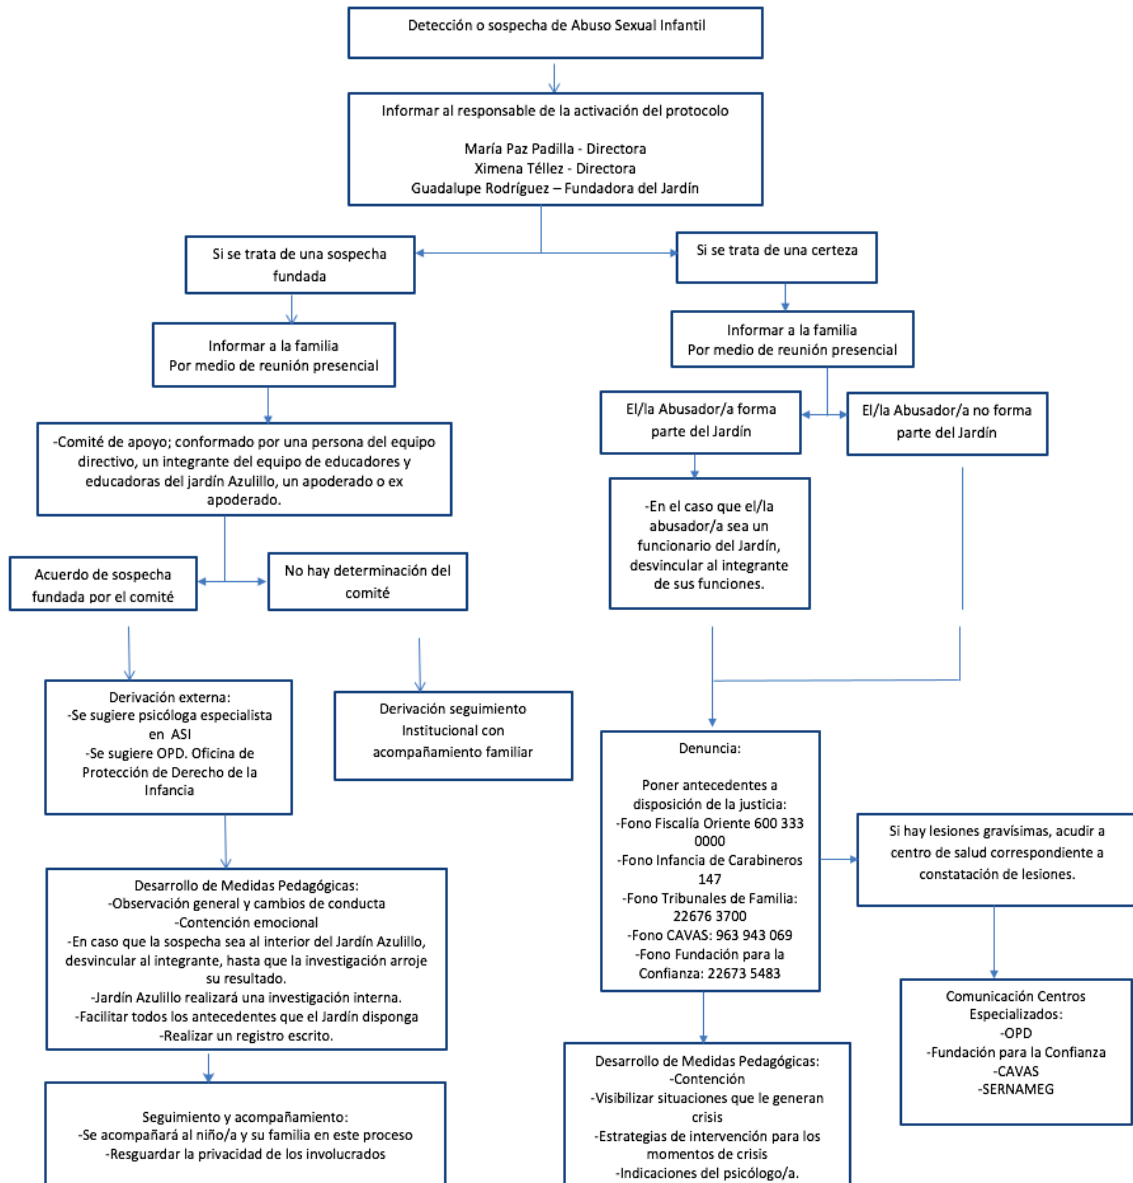 Detección o sospecha de Abuso Sexual Infantil
Informar al responsable de la activación del protocolo
María Paz Padilla - Directora
Ximena Téllez - Directora
Guadalupe Rodríguez – Fundadora del Jardín
Si se trata de una sospecha
fundada
Si se trata de una certeza
Informar a la familia
Por medio de reunión presencial
Informar a la familia
Por medio de reunión presencial
El/la Abusador/a forma
parte del Jardín
El/la Abusador/a no forma
parte del Jardín
-Comité de apoyo; conformado por una persona del equipo
directivo, un integrante del equipo de educadores y
educadoras del jardín Azulillo, un apoderado o ex
apoderado.
-En el caso que el/la
abusador/a sea un
funcionario del Jardín,
desvincular al integrante
de sus funciones.
Acuerdo de sospecha
fundada por el comité
No hay determinación del
comité
Derivación externa:
-Se sugiere psicóloga especialista
en ASI
-Se sugiere OPD. Oficina de
Protección de Derecho de la
Infancia
Derivación seguimiento
Institucional con
acompañamiento familiar
Denuncia:
Poner antecedentes a
disposición de la justicia:
-Fono Fiscalía Oriente 600 333
0000
-Fono Infancia de Carabineros
147
-Fono Tribunales de Familia:
22676 3700
-Fono CAVAS: 963 943 069
-Fono Fundación para la
Confianza: 22673 5483
Si hay lesiones gravísimas, acudir a
centro de salud correspondiente a
constatación de lesiones.
Desarrollo de Medidas Pedagógicas:
-Observación general y cambios de conducta
-Contención emocional
-En caso que la sospecha sea al interior del Jardín Azulillo,
desvincular al integrante, hasta que la investigación arroje
su resultado.
-Jardín Azulillo realizará una investigación interna.
-Facilitar todos los antecedentes que el Jardín disponga
-Realizar un registro escrito.
Comunicación Centros
Especializados:
-OPD
-Fundación para la Confianza
-CAVAS
-SERNAMEG
Desarrollo de Medidas Pedagógicas:
-Contención
-Visibilizar situaciones que le generan
crisis
-Estrategias de intervención para los
momentos de crisis
-Indicaciones del psicólogo/a.
Seguimiento y acompañamiento:
-Se acompañará al niño/a y su familia en este proceso
-Resguardar la privacidad de los involucrados